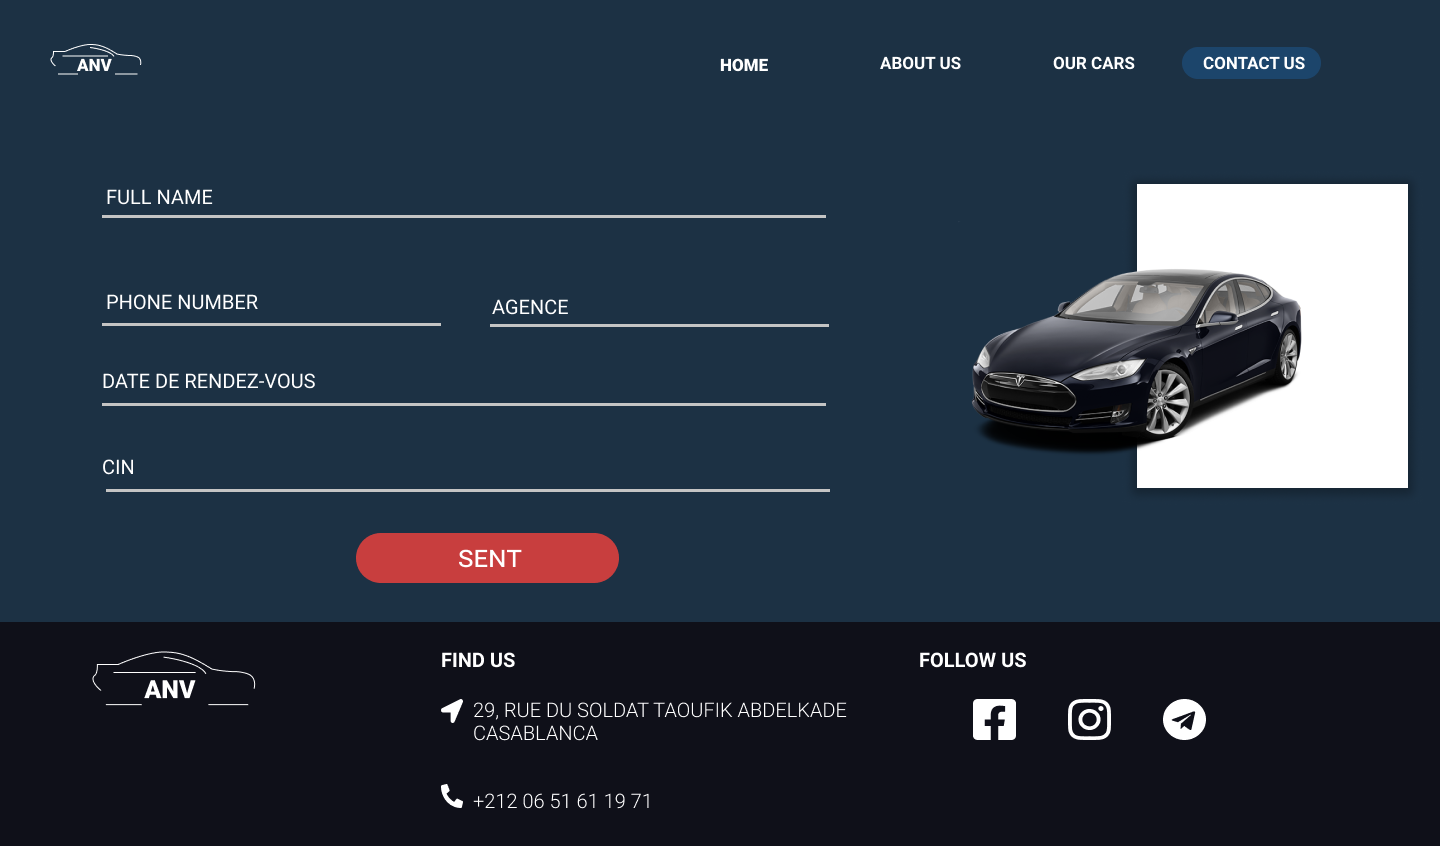 ANV
HOME
ABOUT US
OUR CARS
CONTACT US
FULL NAME
PHONE NUMBER
AGENCE
DATE DE RENDEZ-VOUS
CIN
SENT
ANV
FIND US
29, RUE DU SOLDAT TAOUFIK ABDELKADE
CASABLANCA
+212 06 51 61 19 71
FOLLOW US